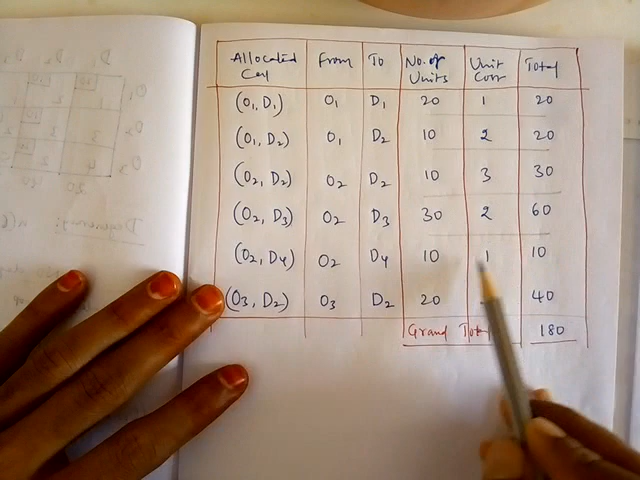 Allocated Cell From To No. of Units Unit Cost Total
(O1, D1) O1 D1 20 1 20
(O1, D2) O1 D2 10 2 20
(O2, D2) O2 D2 10 3 30
(O2, D3) O2 D3 30 2 60
(O2, D4) O2 D4 10 1 10
(O3, D2) O3 D2 20 40
Grand Total 180